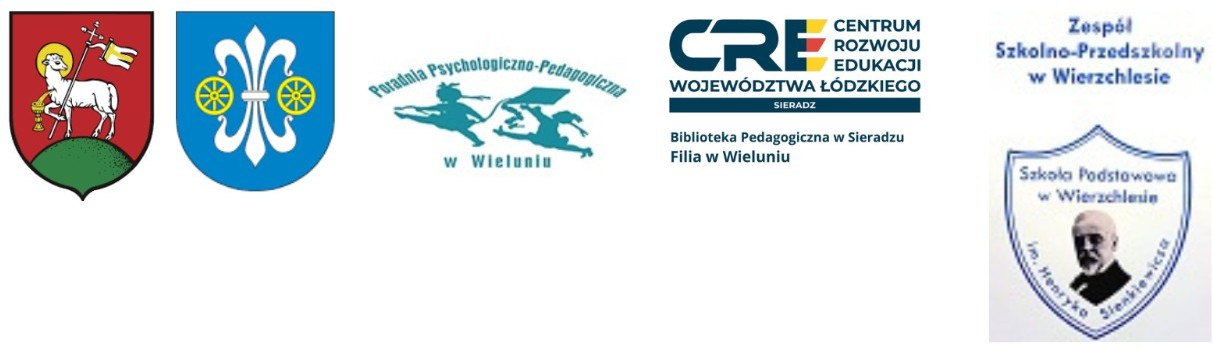 Poradnia Psychologiczno-Pedagogiczna
w Wieluniu
CRE
CENTRUM
ROZWOJU
EDUKACJI
WOJEWÓDZTWA ŁÓDZKIEGO
SIERADZ
Biblioteka Pedagogiczna w Sieradzu
Filia w Wieluniu
Zespół
Szkolno-Przedszkolny
w Wierzchlesie
Szkoła Podstawowa
w Wierzchlesie
im. Henryka Sienkiewicza